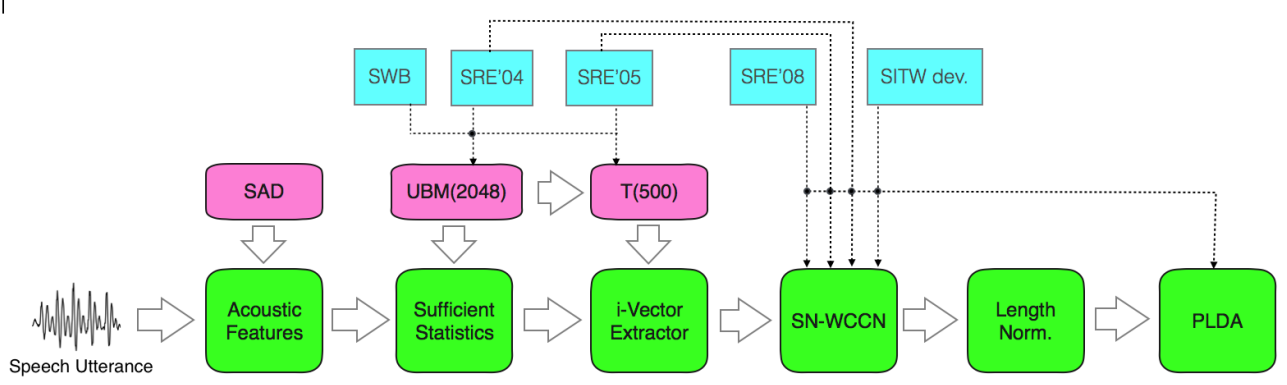 SWB
SRE'04
SRE'05
SRE'08
SITW dev.
SAD
UBM(2048)
T(500)
Acoustic
Features
Sufficient
Statistics
i-Vector
Extractor
SN-WCCN
Length
Norm.
PLDA
Speech Utterance